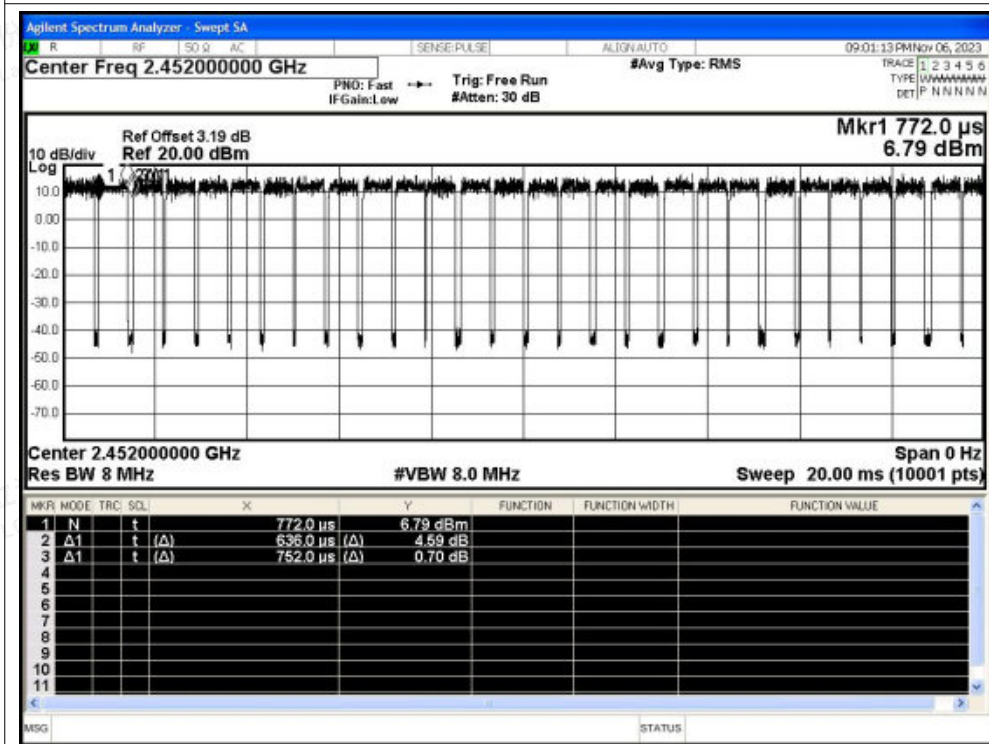 Agilent Spectrum Analyzer - Swept SA
R RF 50 Ω AC SENSE:PULSE ALIGN AUTO 09:01:13 PM Nov 06, 2023
Center Freq 2.452000000 GHz #Avg Type: RMS TRACE 1 2 3 4 5 6
PNO: Fast Trig: Free Run TYPE
IFGain:Low #Atten: 30 dB DET P N N N N N
Mkr1 772.0 µs
6.79 dBm
Ref Offset 3.19 dB
10 dB/div Ref 20.00 dBm
Log
1
10.0
0.00
-10.0
-20.0
-30.0
-40.0
-50.0
-60.0
-70.0
Center 2.452000000 GHz Span 0 Hz
Res BW 8 MHz #VBW 8.0 MHz Sweep 20.00 ms (10001 pts)
MKR MODE TRC SCL X Y FUNCTION FUNCTION WIDTH FUNCTION VALUE
1 N t 772.0 µs 6.79 dBm
2 Δ1 t (Δ) 636.0 µs (Δ) 4.59 dB
3 Δ1 t (Δ) 752.0 µs (Δ) 0.70 dB
4
5
6
7
8
9
10
11
MSG STATUS